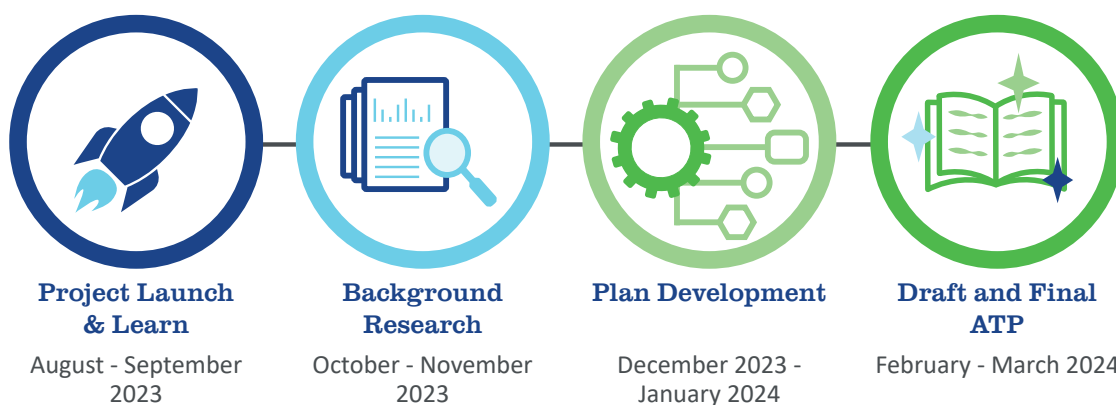 Project Launch
& Learn
August - September
2023
Background
Research
October - November
2023
Plan Development
December 2023 -
January 2024
Draft and Final
ATP
February - March 2024